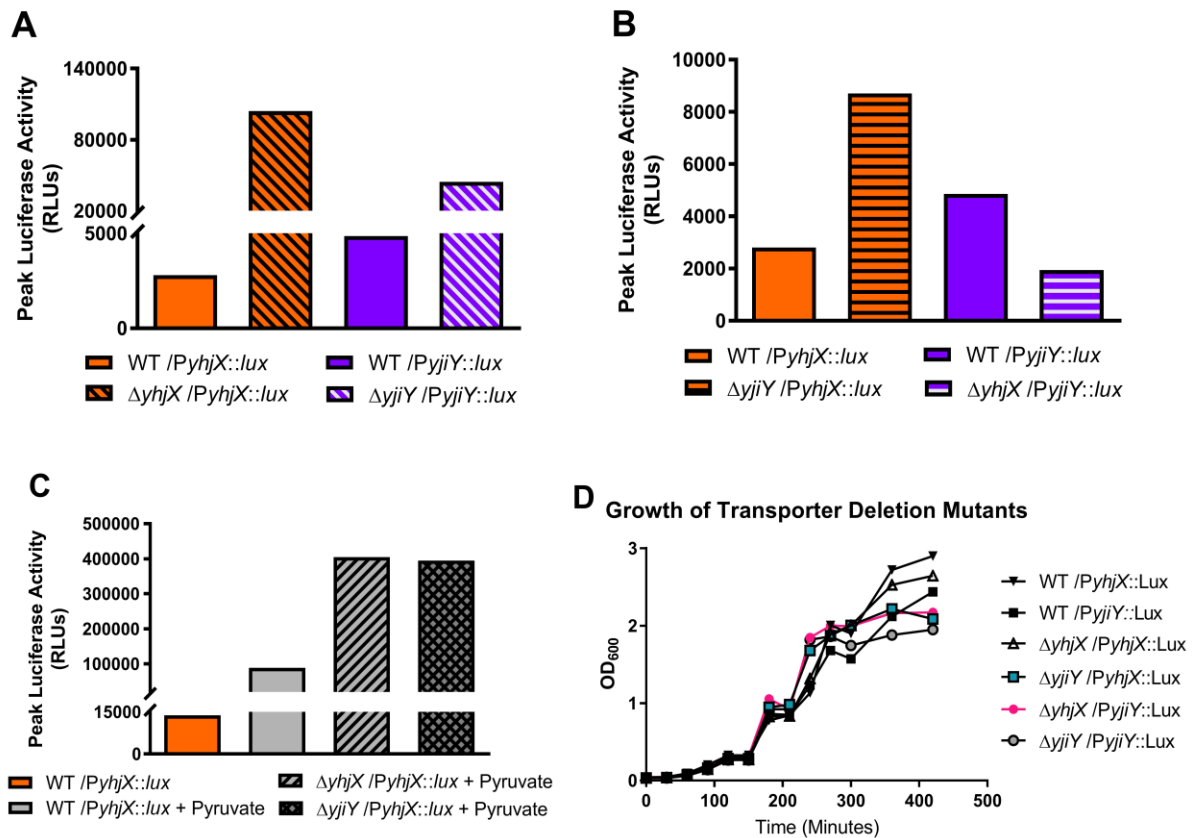 A
Peak Luciferase Activity
(RLUs)
140000
80000
20000
5000
0
WT /PyhjX::lux
WT /PyjiY::lux
ΔyhjX /PyhjX::lux
ΔyjiY /PyjiY::lux
B
Peak Luciferase Activity
(RLUs)
10000
8000
6000
4000
2000
0
WT /PyhjX::lux
WT /PyjiY::lux
ΔyjiY /PyhjX::lux
ΔyhjX /PyjiY::lux
C
Peak Luciferase Activity
(RLUs)
500000
400000
300000
200000
100000
15000
0
WT /PyhjX::lux
ΔyhjX /PyhjX::lux + Pyruvate
WT /PyhjX::lux + Pyruvate
ΔyjiY /PyhjX::lux + Pyruvate
D Growth of Transporter Deletion Mutants
OD600
3
2
1
0
0 100 200 300 400 500
Time (Minutes)
WT /PyhjX::Lux
WT /PyjiY::Lux
ΔyhjX /PyhjX::Lux
ΔyjiY /PyhjX::Lux
ΔyhjX /PyjiY::Lux
ΔyjiY /PyjiY::Lux